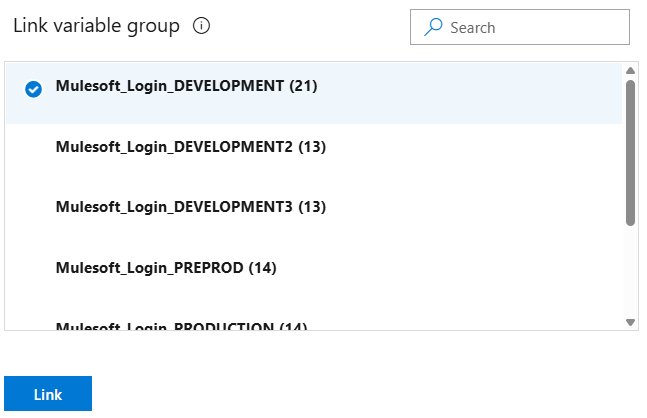 Link variable group
Search
Mulesoft_Login_DEVELOPMENT (21)
Mulesoft_Login_DEVELOPMENT2 (13)
Mulesoft_Login_DEVELOPMENT3 (13)
Mulesoft_Login_PREPROD (14)
Mulesoft_Login_PRODUCTION (14)
Link